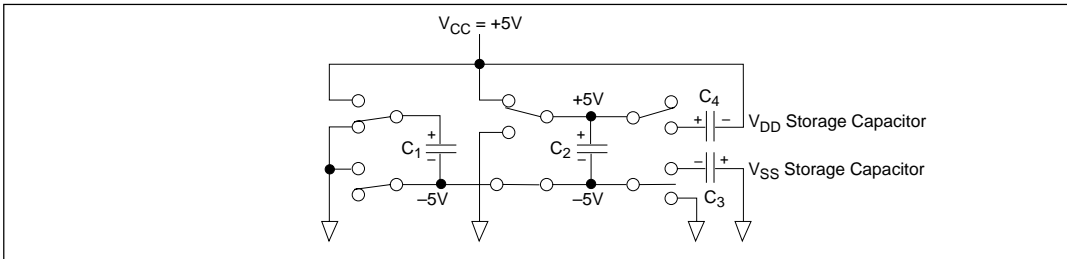 VCC = +5V
+5V
C4
+ –
VDD Storage Capacitor
+
C1
–
+
C2
–
– +
VSS Storage Capacitor
C3
–5V
–5V